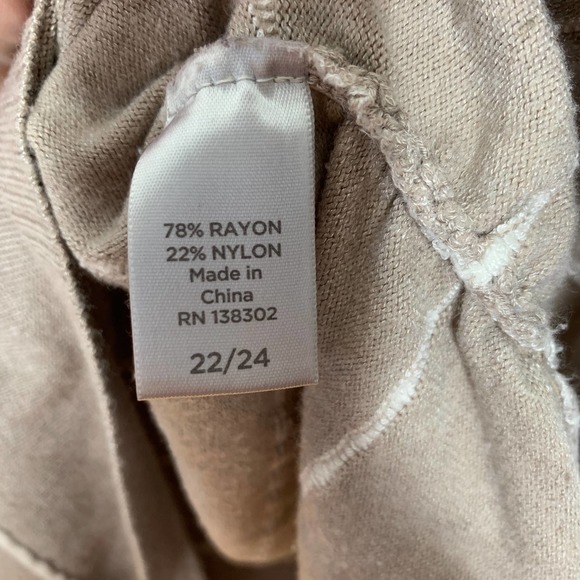 78% RAYON
22% NYLON
Made in
China
RN 138302
22/24